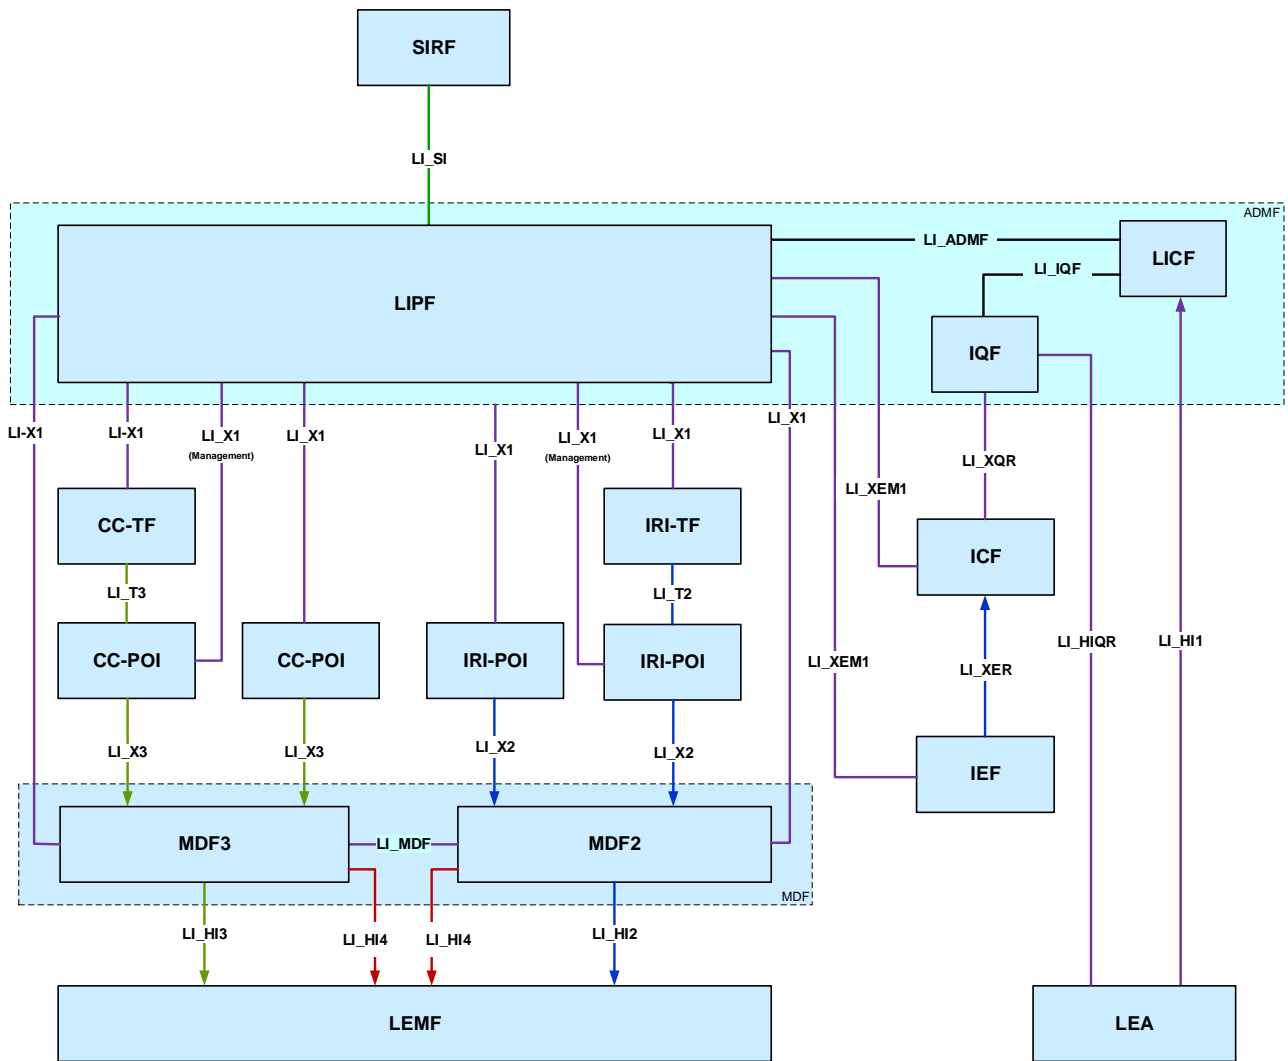 SIRF
LI_SI
ADMF
LI_ADMF
LICF
LI_IQF
LIPF
IQF
LI-X1
LI-X1
LI_X1
(Management)
LI_X1
LI_X1
LI_X1
(Management)
LI_X1
LI_X1
LI_XQR
LI_XEM1
CC-TF
IRI-TF
ICF
LI_T3
LI_T2
LI_HIQR
LI_HI1
CC-POI
CC-POI
IRI-POI
IRI-POI
LI_XEM1
LI_XER
LI_X3
LI_X3
LI_X2
LI_X2
IEF
MDF3
LI_MDF
MDF2
MDF
LI_HI3
LI_HI4
LI_HI4
LI_HI2
LEMF
LEA